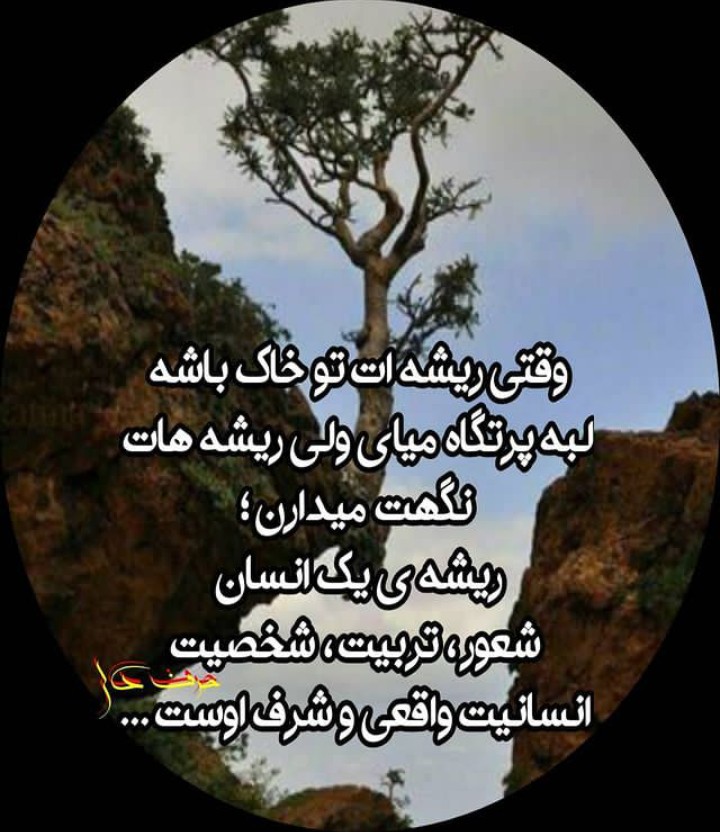 وقتی ریشه ات تو خاک باشه
لبه پرتگاه میای ولی ریشه هات
نگهت میدارن؛
ریشه ی یک انسان
شعور، تربیت، شخصیت
انسانیت واقعی و شرف اوست ...